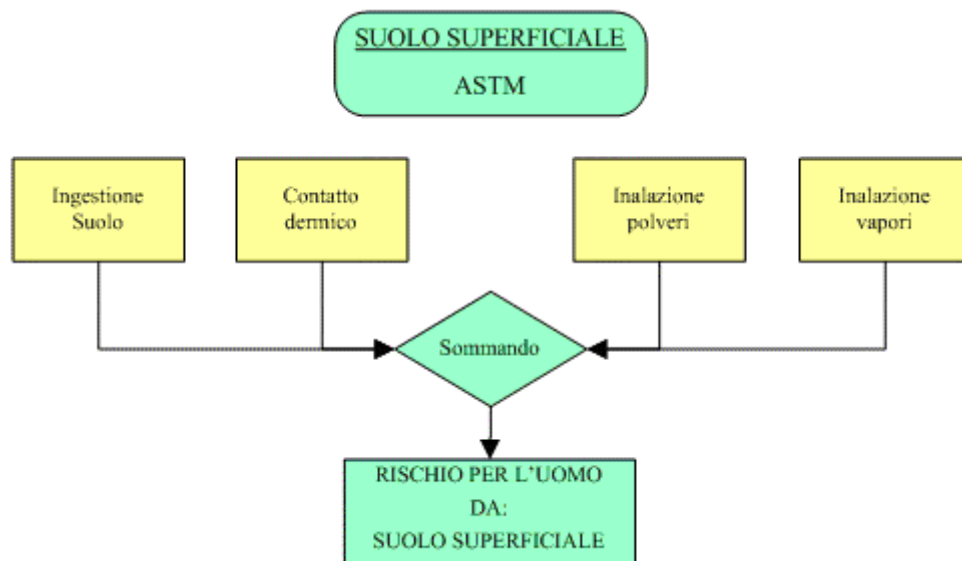 SUOLO SUPERFICIALE
ASTM
Ingestione
Suolo
Contatto
dermico
Inalazione
polveri
Inalazione
vapori
Sommando
RISCHIO PER L'UOMO
DA:
SUOLO SUPERFICIALE